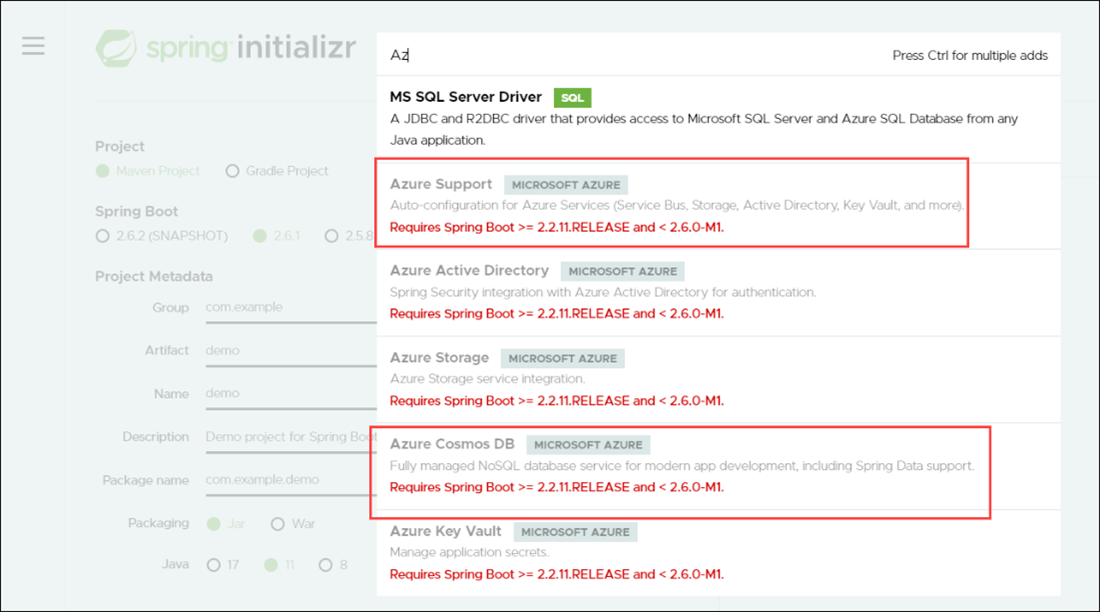 spring initializr
Az
Press Ctrl for multiple adds
MS SQL Server Driver SQL
A JDBC and R2DBC driver that provides access to Microsoft SQL Server and Azure SQL Database from any
Java application.
Azure Support MICROSOFT AZURE
Auto-configuration for Azure Services (Service Bus, Storage, Active Directory, Key Vault, and more).
Requires Spring Boot >= 2.2.11.RELEASE and < 2.6.0-M1.
Azure Active Directory MICROSOFT AZURE
Spring Security integration with Azure Active Directory for authentication.
Requires Spring Boot >= 2.2.11.RELEASE and < 2.6.0-M1.
Azure Storage MICROSOFT AZURE
Azure Storage service integration.
Requires Spring Boot >= 2.2.11.RELEASE and < 2.6.0-M1.
Azure Cosmos DB MICROSOFT AZURE
Fully managed NoSQL database service for modern app development, including Spring Data support.
Requires Spring Boot >= 2.2.11.RELEASE and < 2.6.0-M1.
Azure Key Vault MICROSOFT AZURE
Manage application secrets.
Requires Spring Boot >= 2.2.11.RELEASE and < 2.6.0-M1.
Project
Maven Project Gradle Project
Spring Boot
2.6.2 (SNAPSHOT) 2.6.1 2.5.8
Project Metadata
Group com.example
Artifact demo
Name demo
Description Demo project for Spring Boot
Package name com.example.demo
Packaging Jar War
Java 17 11 8